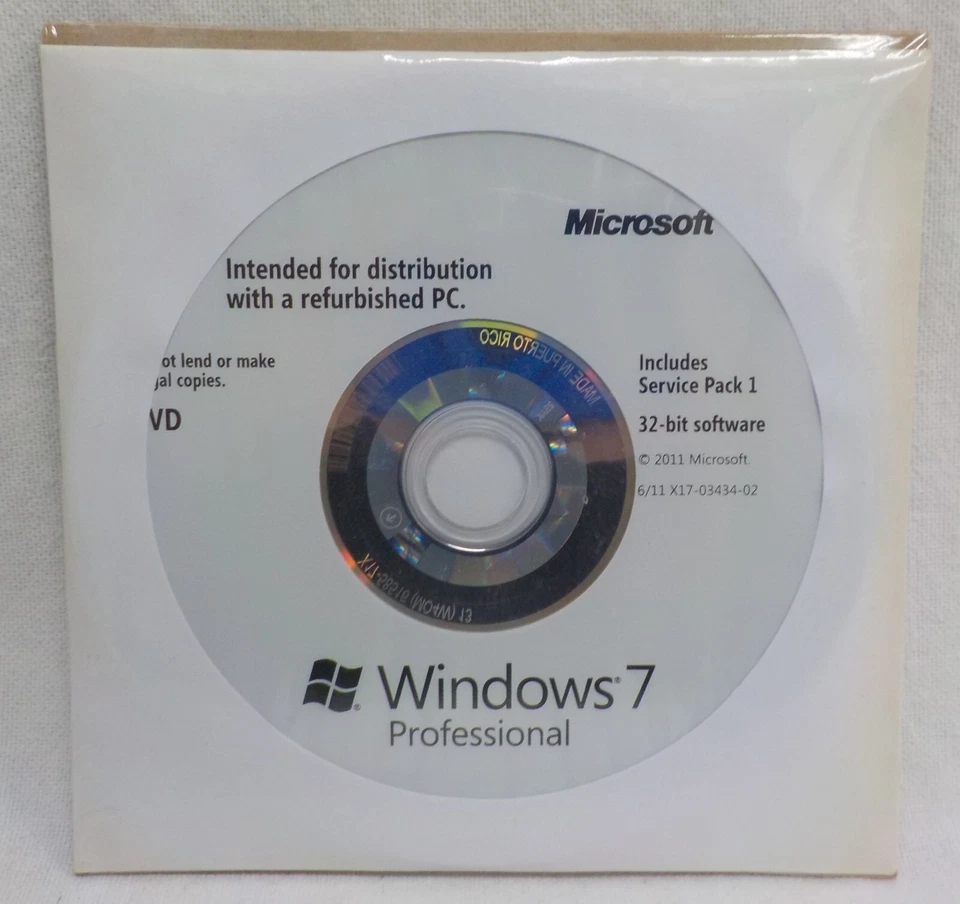 Microsoft
Intended for distribution
with a refurbished PC.
ot lend or make
al copies.
VD
Includes
Service Pack 1
32-bit software
© 2011 Microsoft.
6/11 X17-03434-02
MADE IN PUERTO RICO
Windows® 7
Professional